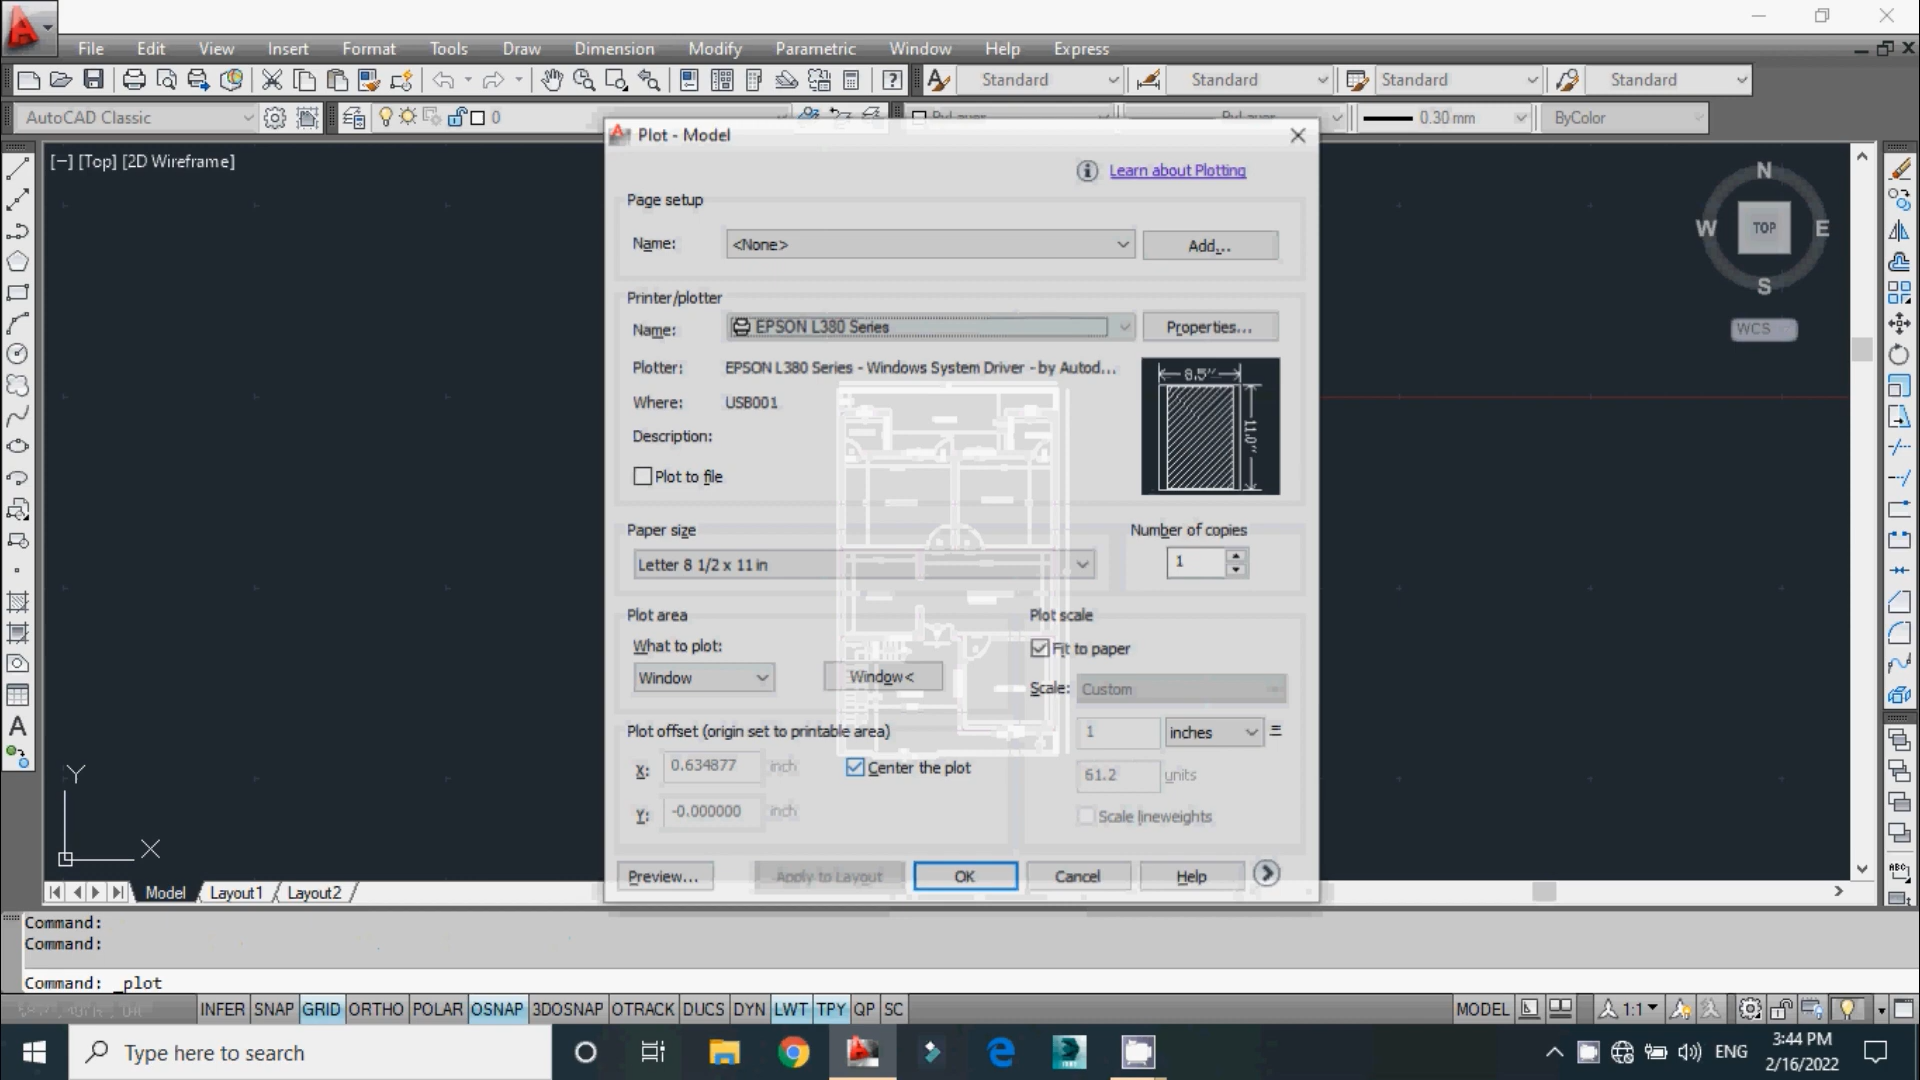 File Edit View Insert Format Tools Draw Dimension Modify Parametric Window Help Express
Standard Standard Standard Standard
AutoCAD Classic 0 ByLayer ByLayer 0.30 mm ByColor
[−] [Top] [2D Wireframe]
N
W TOP E
S
WCS
Plot - Model
Learn about Plotting
Page setup
Name: <None> Add...
Printer/plotter
Name: EPSON L380 Series Properties...
Plotter: EPSON L380 Series - Windows System Driver - by Autod...
8.5''
11.0''
Where: USB001
Description:
Plot to file
Paper size Number of copies
Letter 8 1/2 x 11 in 1
Plot area Plot scale
What to plot: Fit to paper
Window Window< Scale: Custom
Plot offset (origin set to printable area) 1 inches =
X: 0.634877 inch Center the plot 61.2 units
Y: -0.000000 inch Scale lineweights
Preview... Apply to Layout OK Cancel Help
Y
X
Model Layout1 Layout2
Command:
Command:
Command: _plot
INFER SNAP GRID ORTHO POLAR OSNAP 3DOSNAP OTRACK DUCS DYN LWT TPY QP SC MODEL 1:1
A
ABC
Type here to search
ENG 3:44 PM
2/16/2022